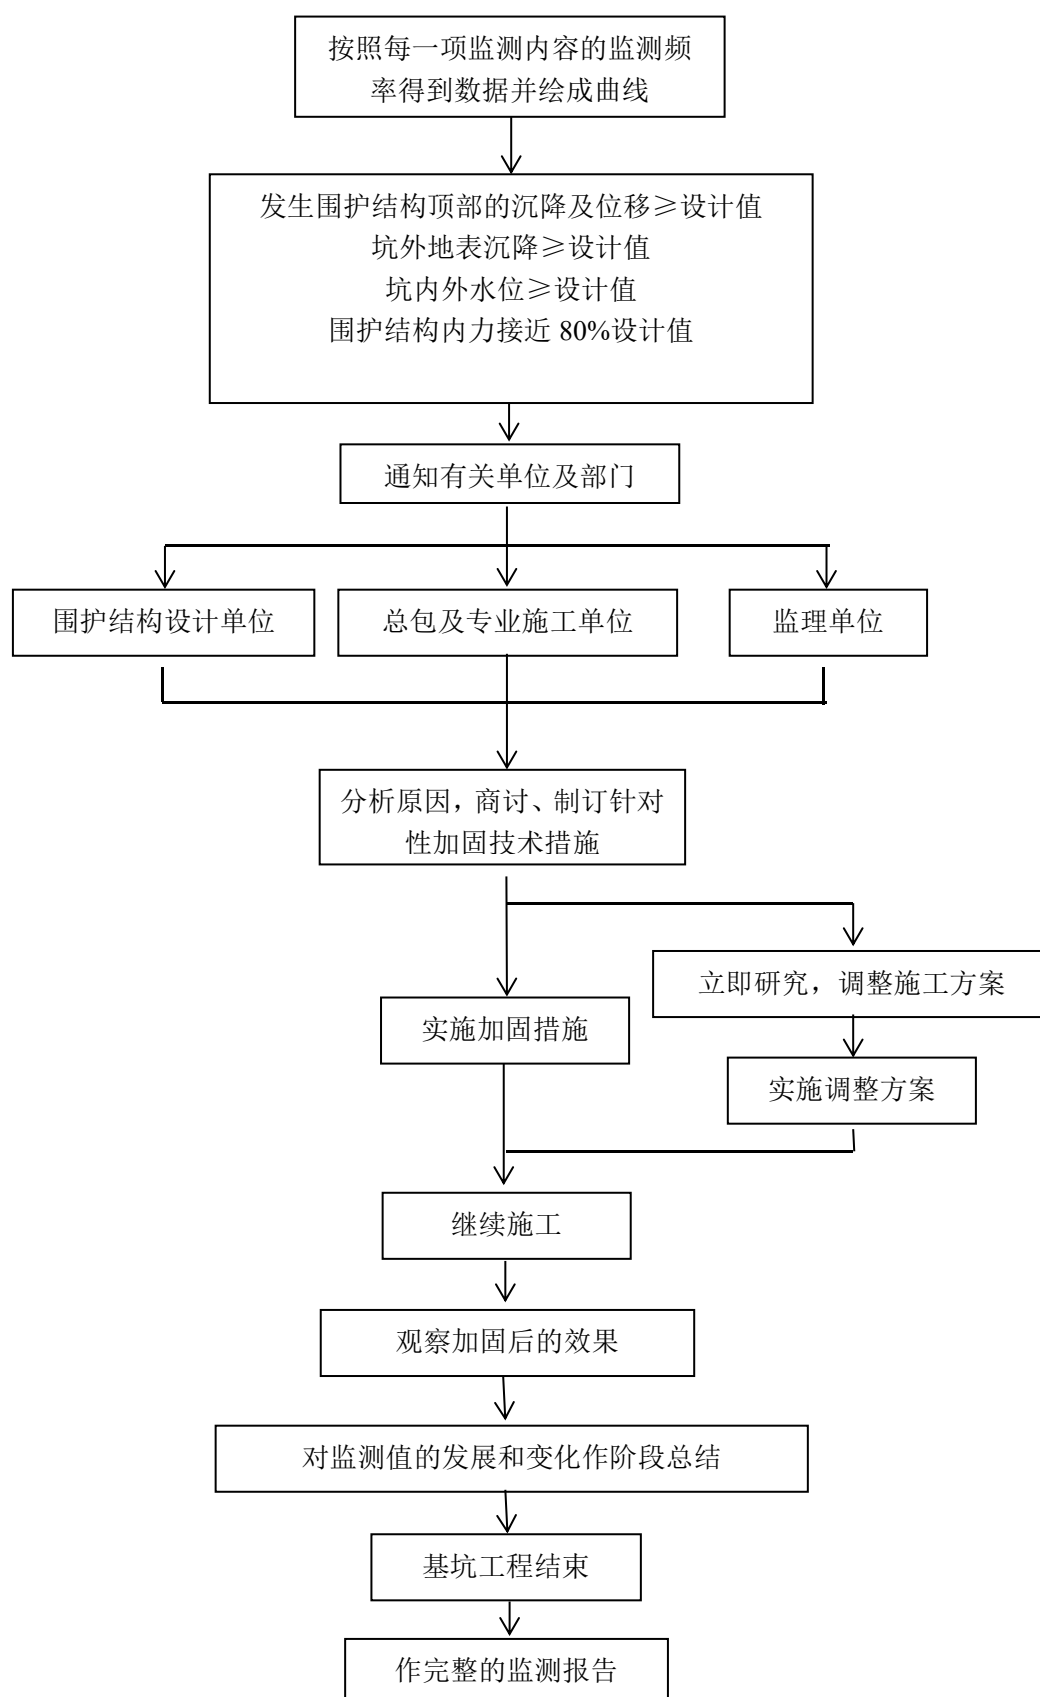 按照每一项监测内容的监测频
率得到数据并绘成曲线
发生围护结构顶部的沉降及位移≥设计值
坑外地表沉降≥设计值
坑内外水位≥设计值
围护结构内力接近 80%设计值
通知有关单位及部门
围护结构设计单位
总包及专业施工单位
监理单位
分析原因，商讨、制订针对
性加固技术措施
立即研究，调整施工方案
实施加固措施
实施调整方案
继续施工
观察加固后的效果
对监测值的发展和变化作阶段总结
基坑工程结束
作完整的监测报告